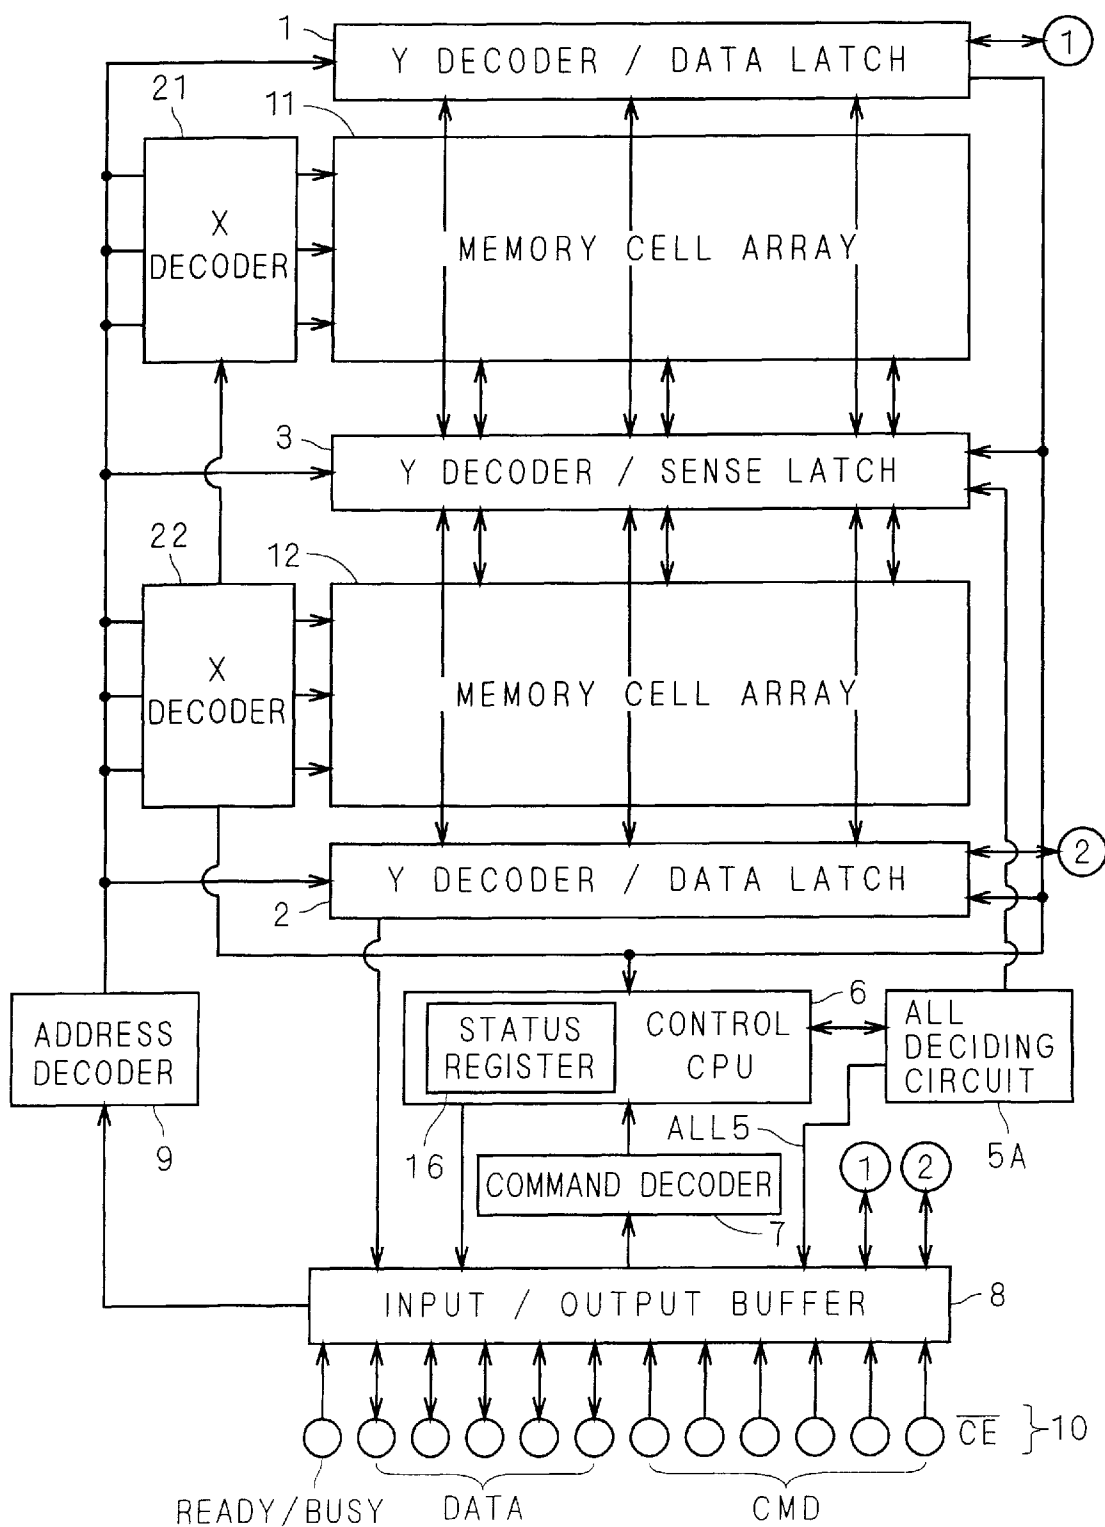 1
Y DECODER / DATA LATCH
1
21
11
X
DECODER
MEMORY CELL ARRAY
3
Y DECODER / SENSE LATCH
22
12
X
DECODER
MEMORY CELL ARRAY
2
Y DECODER / DATA LATCH
2
ADDRESS
DECODER
9
STATUS
REGISTER
16
CONTROL
CPU
6
ALL
DECIDING
CIRCUIT
5A
ALL5
COMMAND DECODER
7
1
2
INPUT / OUTPUT BUFFER
8
C̅E̅
10
READY/BUSY
DATA
CMD